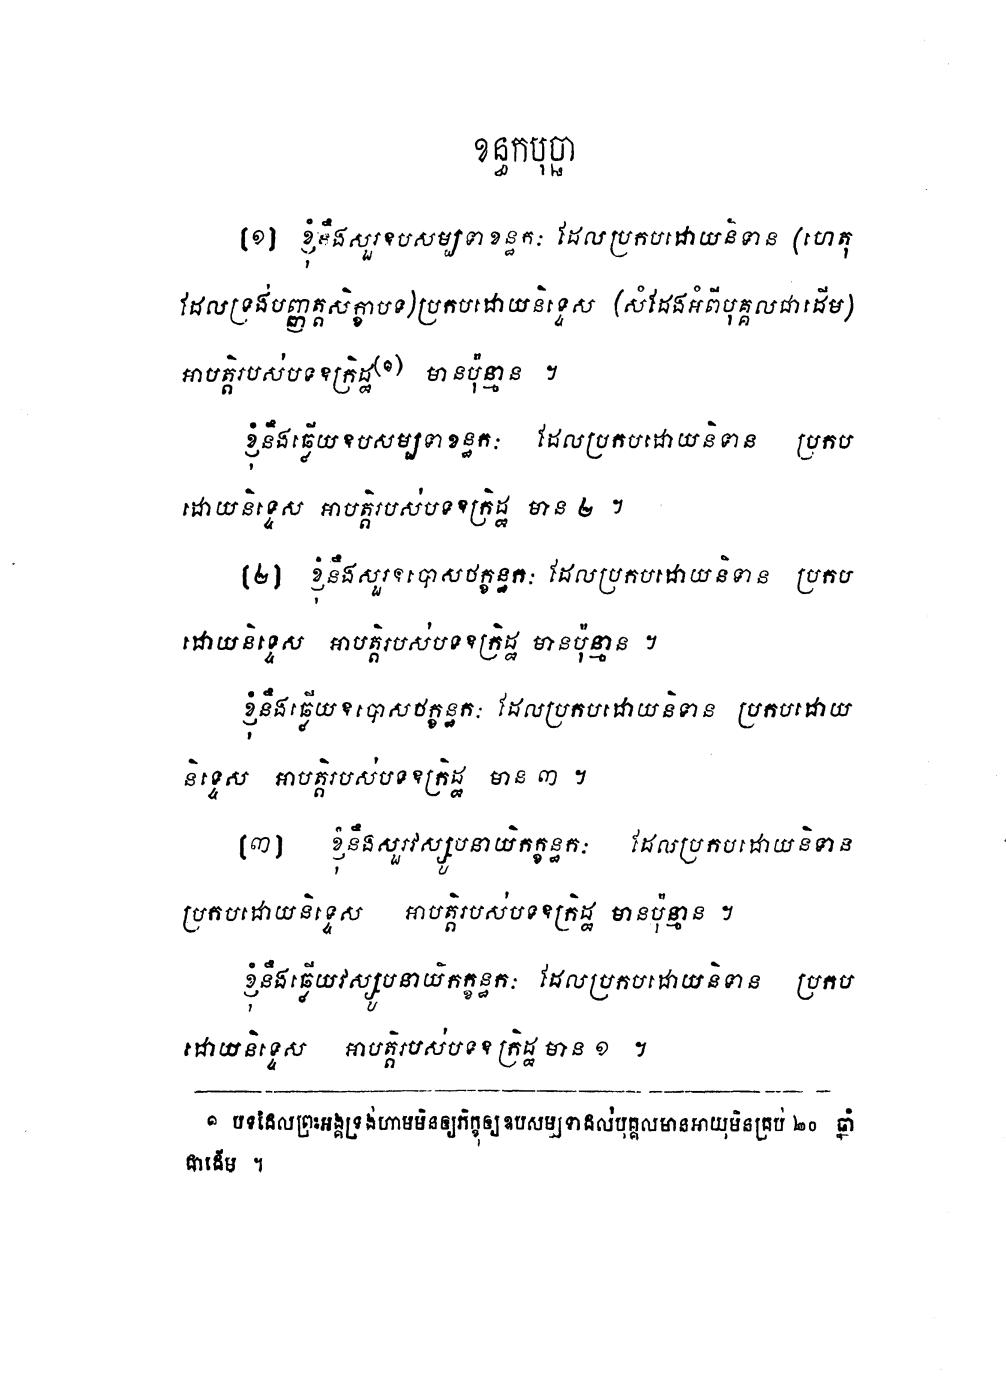 ខន្ធកបុច្ឆា
(១) ខ្ញុំនឹងសួរឧបសម្បទាខន្ធកៈ ដែលប្រកបដោយនិទាន (ហេតុ
ដែលទ្រង់បញ្ញត្តសិក្ខាបទ)ប្រកបដោយនិទ្ទេស (សំដែងអំពីបុគ្គលជាដើម)
អាបត្តិរបស់បទឧក្រិដ្ឋ(១) មានប៉ុន្មាន ។
ខ្ញុំនឹងឆ្លើយឧបសម្បទាខន្ធកៈ ដែលប្រកបដោយនិទាន ប្រកប
ដោយនិទ្ទេស អាបត្តិរបស់បទឧក្រិដ្ឋ មាន ២ ។
(២) ខ្ញុំនឹងសួរឧបោសថក្ខន្ធកៈ ដែលប្រកបដោយនិទាន ប្រកប
ដោយនិទ្ទេស អាបត្តិរបស់បទឧក្រិដ្ឋ មានប៉ុន្មាន ។
ខ្ញុំនឹងឆ្លើយឧបោសថក្ខន្ធកៈ ដែលប្រកបដោយនិទាន ប្រកបដោយ
និទ្ទេស អាបត្តិរបស់បទឧក្រិដ្ឋ មាន ៣ ។
(៣) ខ្ញុំនឹងសួរវស្សូបនាយិកក្ខន្ធកៈ ដែលប្រកបដោយនិទាន
ប្រកបដោយនិទ្ទេស អាបត្តិរបស់បទឧក្រិដ្ឋ មានប៉ុន្មាន ។
ខ្ញុំនឹងឆ្លើយវស្សូបនាយិកក្ខន្ធកៈ ដែលប្រកបដោយនិទាន ប្រកប
ដោយនិទ្ទេស អាបត្តិរបស់បទឧក្រិដ្ឋ មាន ១ ។
១ បទដែលព្រះអង្គទ្រង់ហាមមិនឲ្យភិក្ខុឲ្យឧបសម្បទាដល់បុគ្គលមានអាយុមិនគ្រប់ ២០ ឆ្នាំ
ជាដើម ។